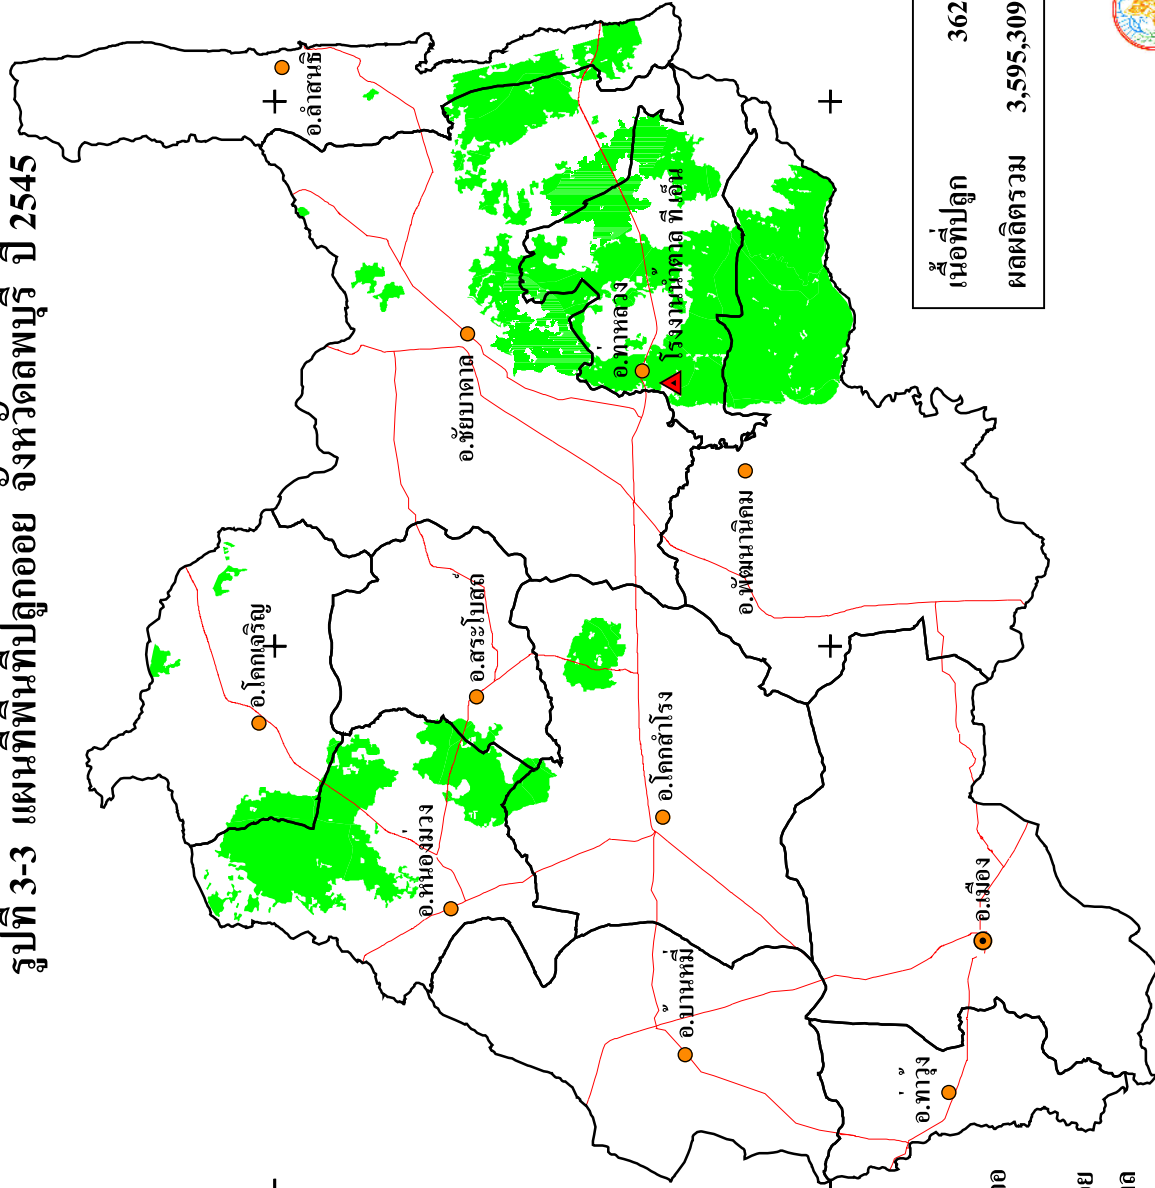 รูปที่ 3-3 แผนที่พื้นที่ปลูกอ้อย จังหวัดลพบุรี ปี 2545
อ.ลำสนธิ
อ.ชัยบาดาล
อ.ท่าหลวง
โรงงานน้ำตาล ที เอ็น
อ.พัฒนานิคม
อ.โคกเจริญ
อ.สระโบสถ์
อ.หนองม่วง
อ.โคกสำโรง
อ.บ้านหมี่
อ.ท่าวุ้ง
อ.เมือง
เนื้อที่ปลูก 362
ผลผลิตรวม 3,595,309